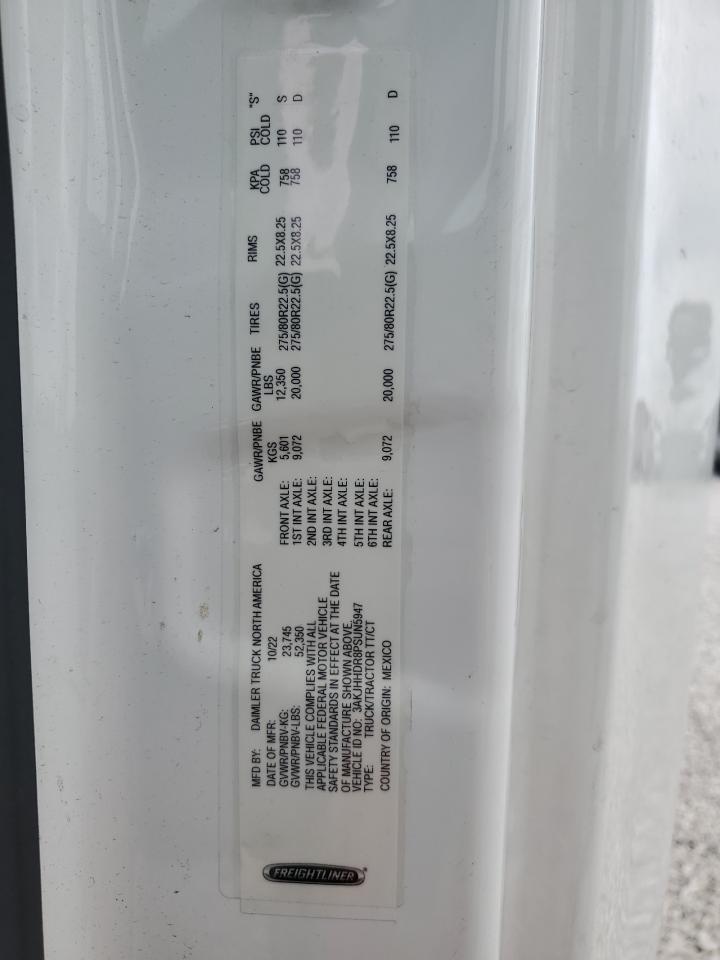 FREIGHTLINER
MFD BY: DAIMLER TRUCK NORTH AMERICA
DATE OF MFR: 10/22
GVWR/PNBV-KG: 23,745
GVWR/PNBV-LBS: 52,350
THIS VEHICLE COMPLIES WITH ALL
APPLICABLE FEDERAL MOTOR VEHICLE
SAFETY STANDARDS IN EFFECT AT THE DATE
OF MANUFACTURE SHOWN ABOVE.
VEHICLE ID NO: 3AKJHHDR8PSUN5947
TYPE: TRUCK/TRACTOR TT/CT
COUNTRY OF ORIGIN: MEXICO
GAWR/PNBE GAWR/PNBE TIRES RIMS KPA PSI "S"
KGS LBS COLD COLD
FRONT AXLE: 5,601 12,350 275/80R22.5(G) 22.5X8.25 758 110 S
1ST INT AXLE: 9,072 20,000 275/80R22.5(G) 22.5X8.25 758 110 D
2ND INT AXLE:
3RD INT AXLE:
4TH INT AXLE:
5TH INT AXLE:
6TH INT AXLE:
REAR AXLE: 9,072 20,000 275/80R22.5(G) 22.5X8.25 758 110 D